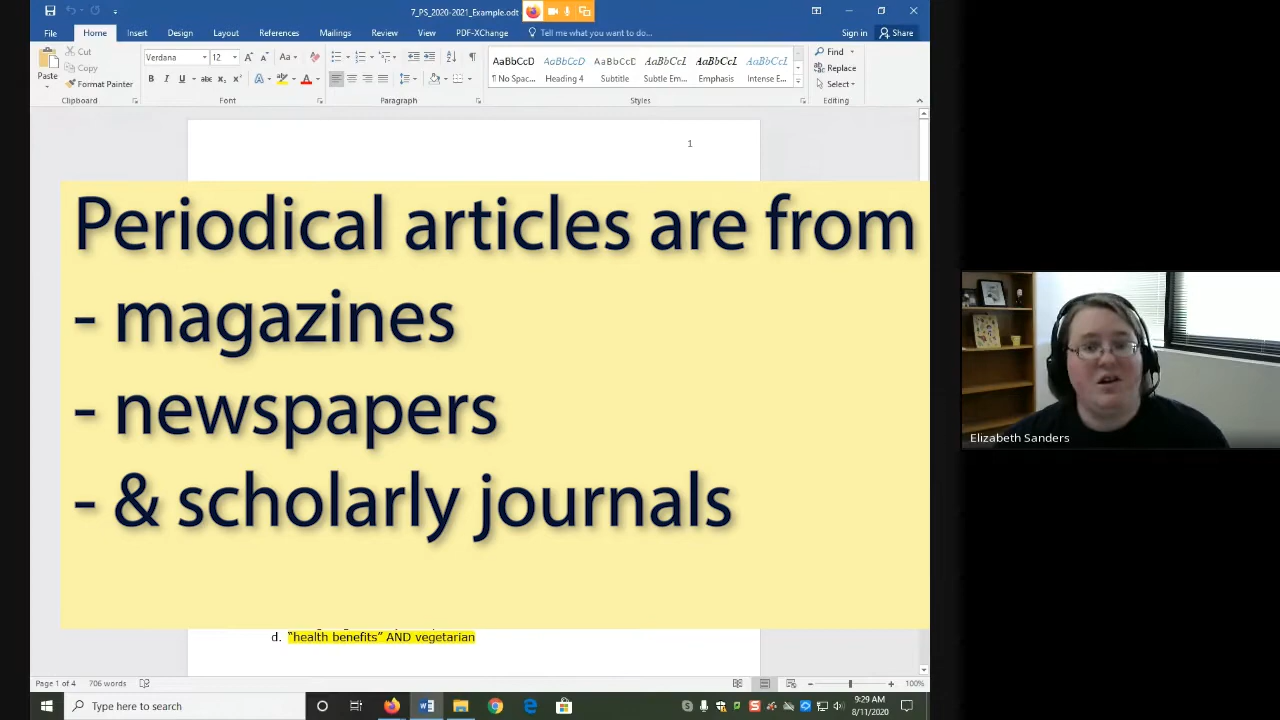 7_PS_2020-2021_Example.odt
File Home Insert Design Layout References Mailings Review View PDF-XChange Tell me what you want to do... Sign in Share
Paste
Cut
Copy
Format Painter
Clipboard
Verdana 12
Font
Paragraph
AaBbCcD AaBbCcD AaBbCcD AaBbCcI AaBbCcI AaBbCcI
¶ No Spac... Heading 4 Subtitle Subtle Em... Emphasis Intense E...
Styles
Find
Replace
Select
Editing
1
Periodical articles are from
- magazines
- newspapers
- & scholarly journals
d. "health benefits" AND vegetarian
Elizabeth Sanders
Page 1 of 4 706 words
100%
Type here to search
9:29 AM
8/11/2020